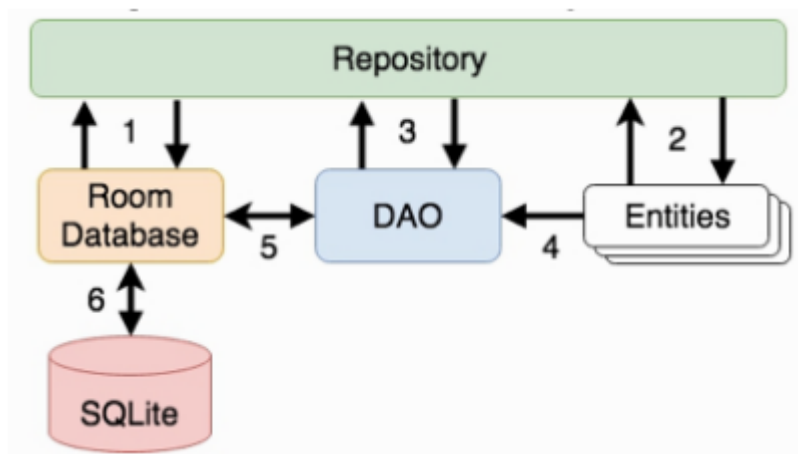 Repository
1
3
2
Room
Database
DAO
Entities
5
4
6
SQLite